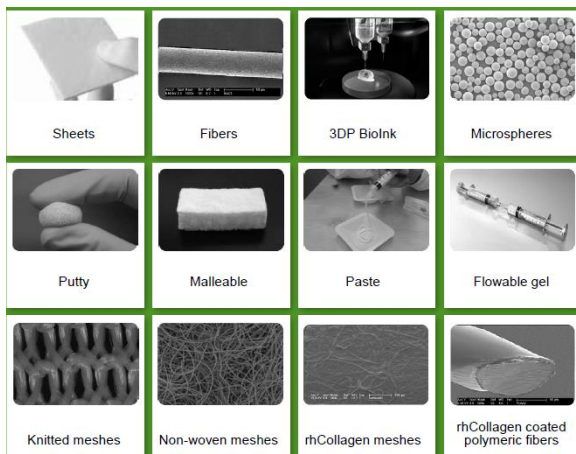 Sheets
Fibers
3DP BioInk
Microspheres
Putty
Malleable
Paste
Flowable gel
Knitted meshes
Non-woven meshes
rhCollagen meshes
rhCollagen coated
polymeric fibers